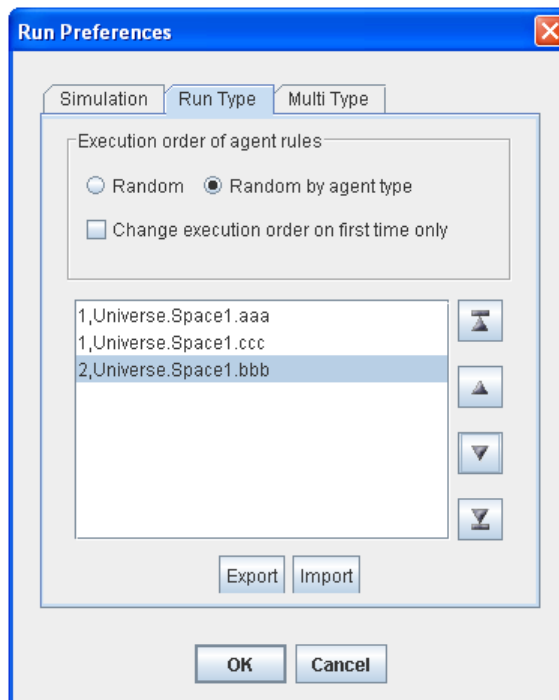 Run Preferences
Simulation Run Type Multi Type
Execution order of agent rules
Random Random by agent type
Change execution order on first time only
1,Universe.Space1.aaa
1,Universe.Space1.ccc
2,Universe.Space1.bbb
Export Import
OK Cancel